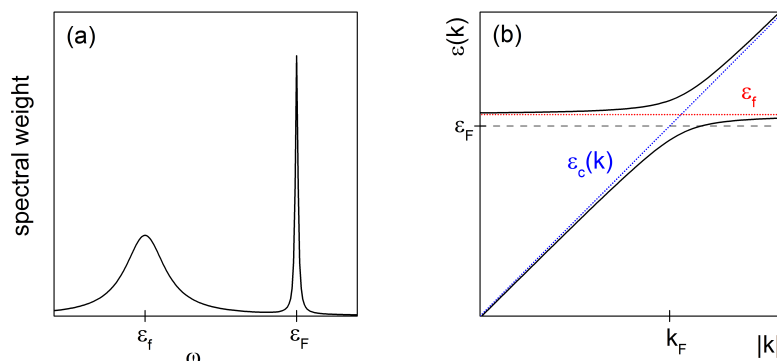 (a)
spectral weight
ε_f
ε_F
ω
(b)
ε(k)
ε_f
ε_F
ε_c(k)
k_F
|k|